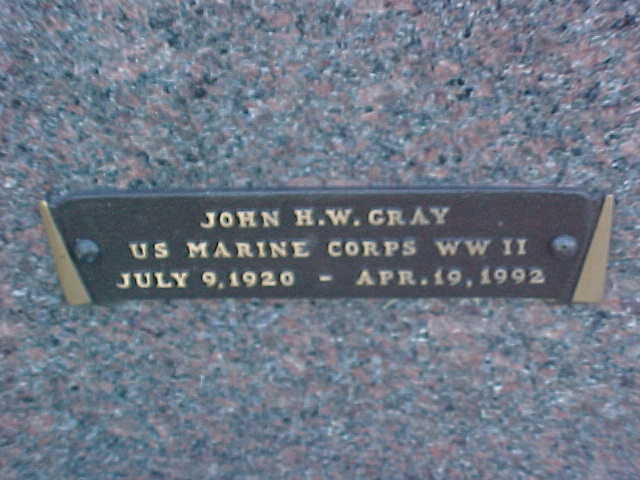 JOHN H.W. GRAY
US MARINE CORPS WW II
JULY 9, 1920 - APR. 19, 1992